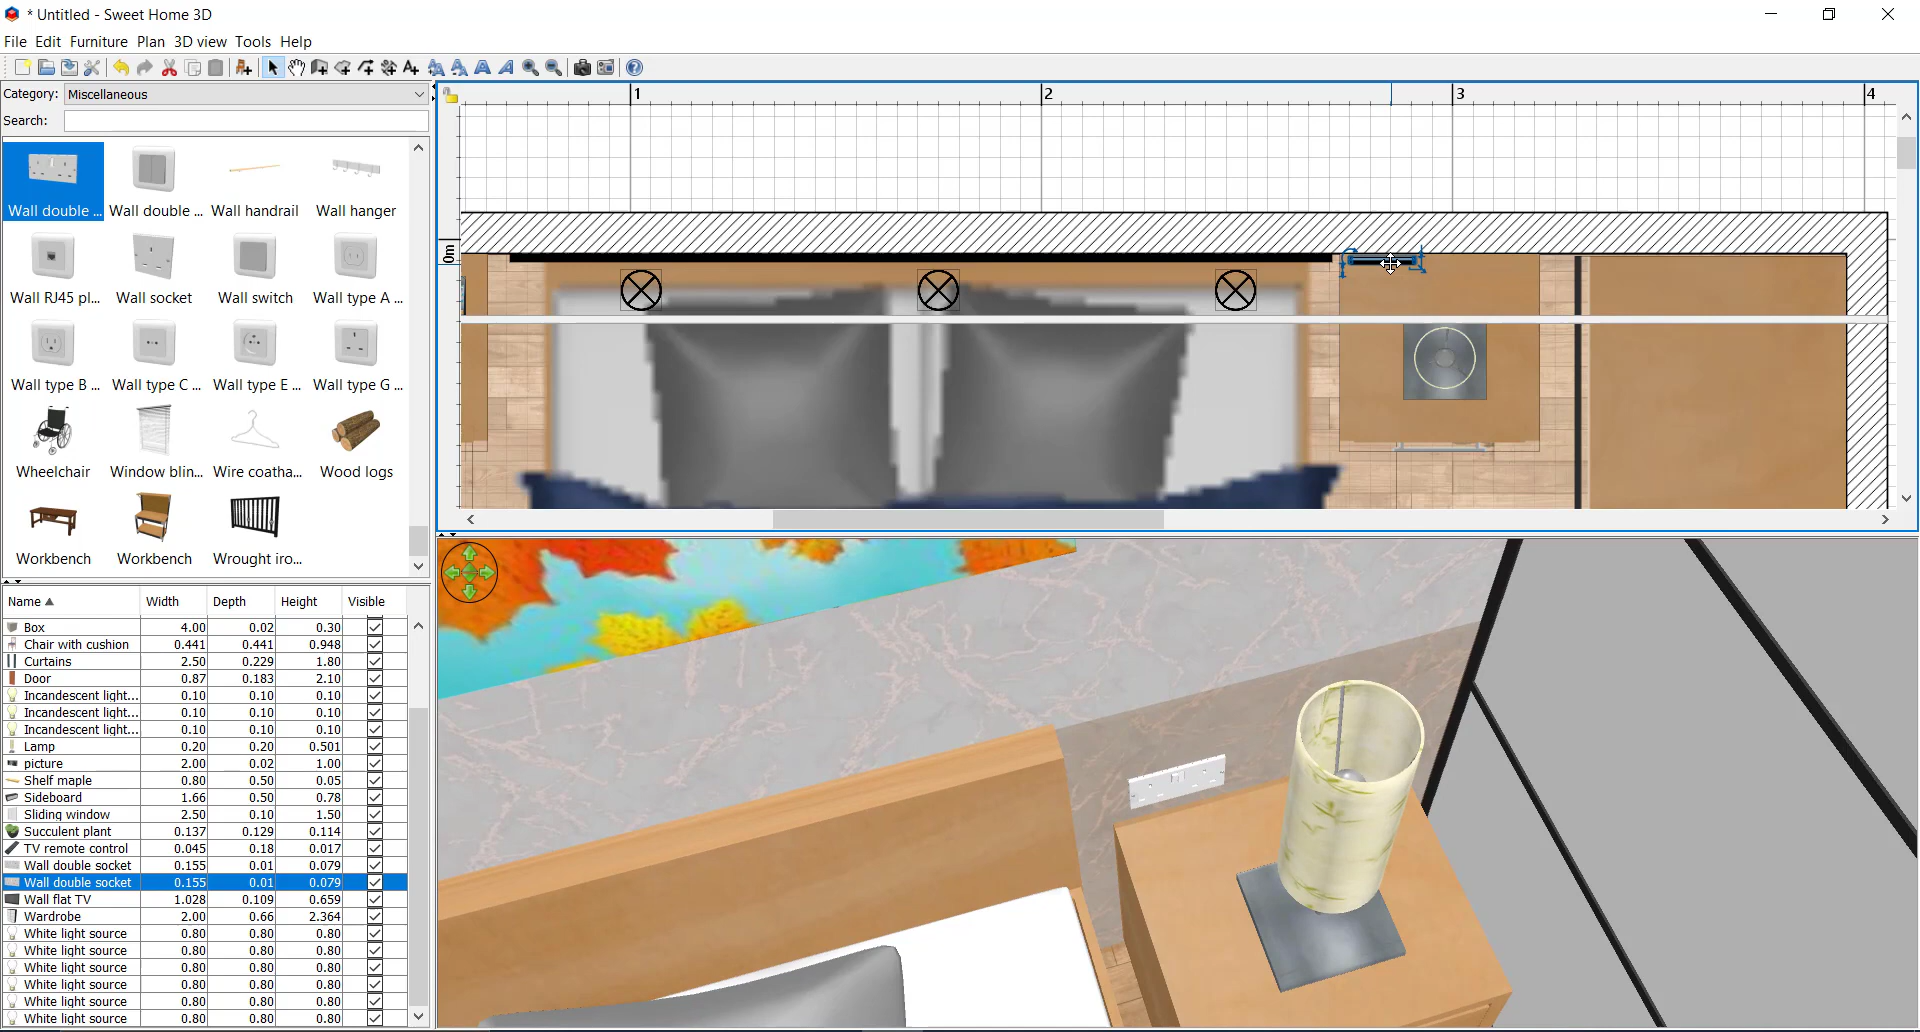 * Untitled - Sweet Home 3D
File Edit Furniture Plan 3D view Tools Help
Category: Miscellaneous
Search:
Wall double ... Wall double ... Wall handrail Wall hanger
Wall RJ45 pl... Wall socket Wall switch Wall type A ...
Wall type B ... Wall type C ... Wall type E ... Wall type G ...
Wheelchair Window blin... Wire coatha... Wood logs
Workbench Workbench Wrought iro...
Name Width Depth Height Visible
Box 4.00 0.02 0.30
Chair with cushion 0.441 0.441 0.948
Curtains 2.50 0.229 1.80
Door 0.87 0.183 2.10
Incandescent light... 0.10 0.10 0.10
Incandescent light... 0.10 0.10 0.10
Incandescent light... 0.10 0.10 0.10
Lamp 0.20 0.20 0.501
picture 2.00 0.02 1.00
Shelf maple 0.80 0.50 0.05
Sideboard 1.66 0.50 0.78
Sliding window 2.50 0.10 1.50
Succulent plant 0.137 0.129 0.114
TV remote control 0.045 0.18 0.017
Wall double socket 0.155 0.01 0.079
Wall double socket 0.155 0.01 0.079
Wall flat TV 1.028 0.109 0.659
Wardrobe 2.00 0.66 2.364
White light source 0.80 0.80 0.80
White light source 0.80 0.80 0.80
White light source 0.80 0.80 0.80
White light source 0.80 0.80 0.80
White light source 0.80 0.80 0.80
White light source 0.80 0.80 0.80
1 2 3 4
0m